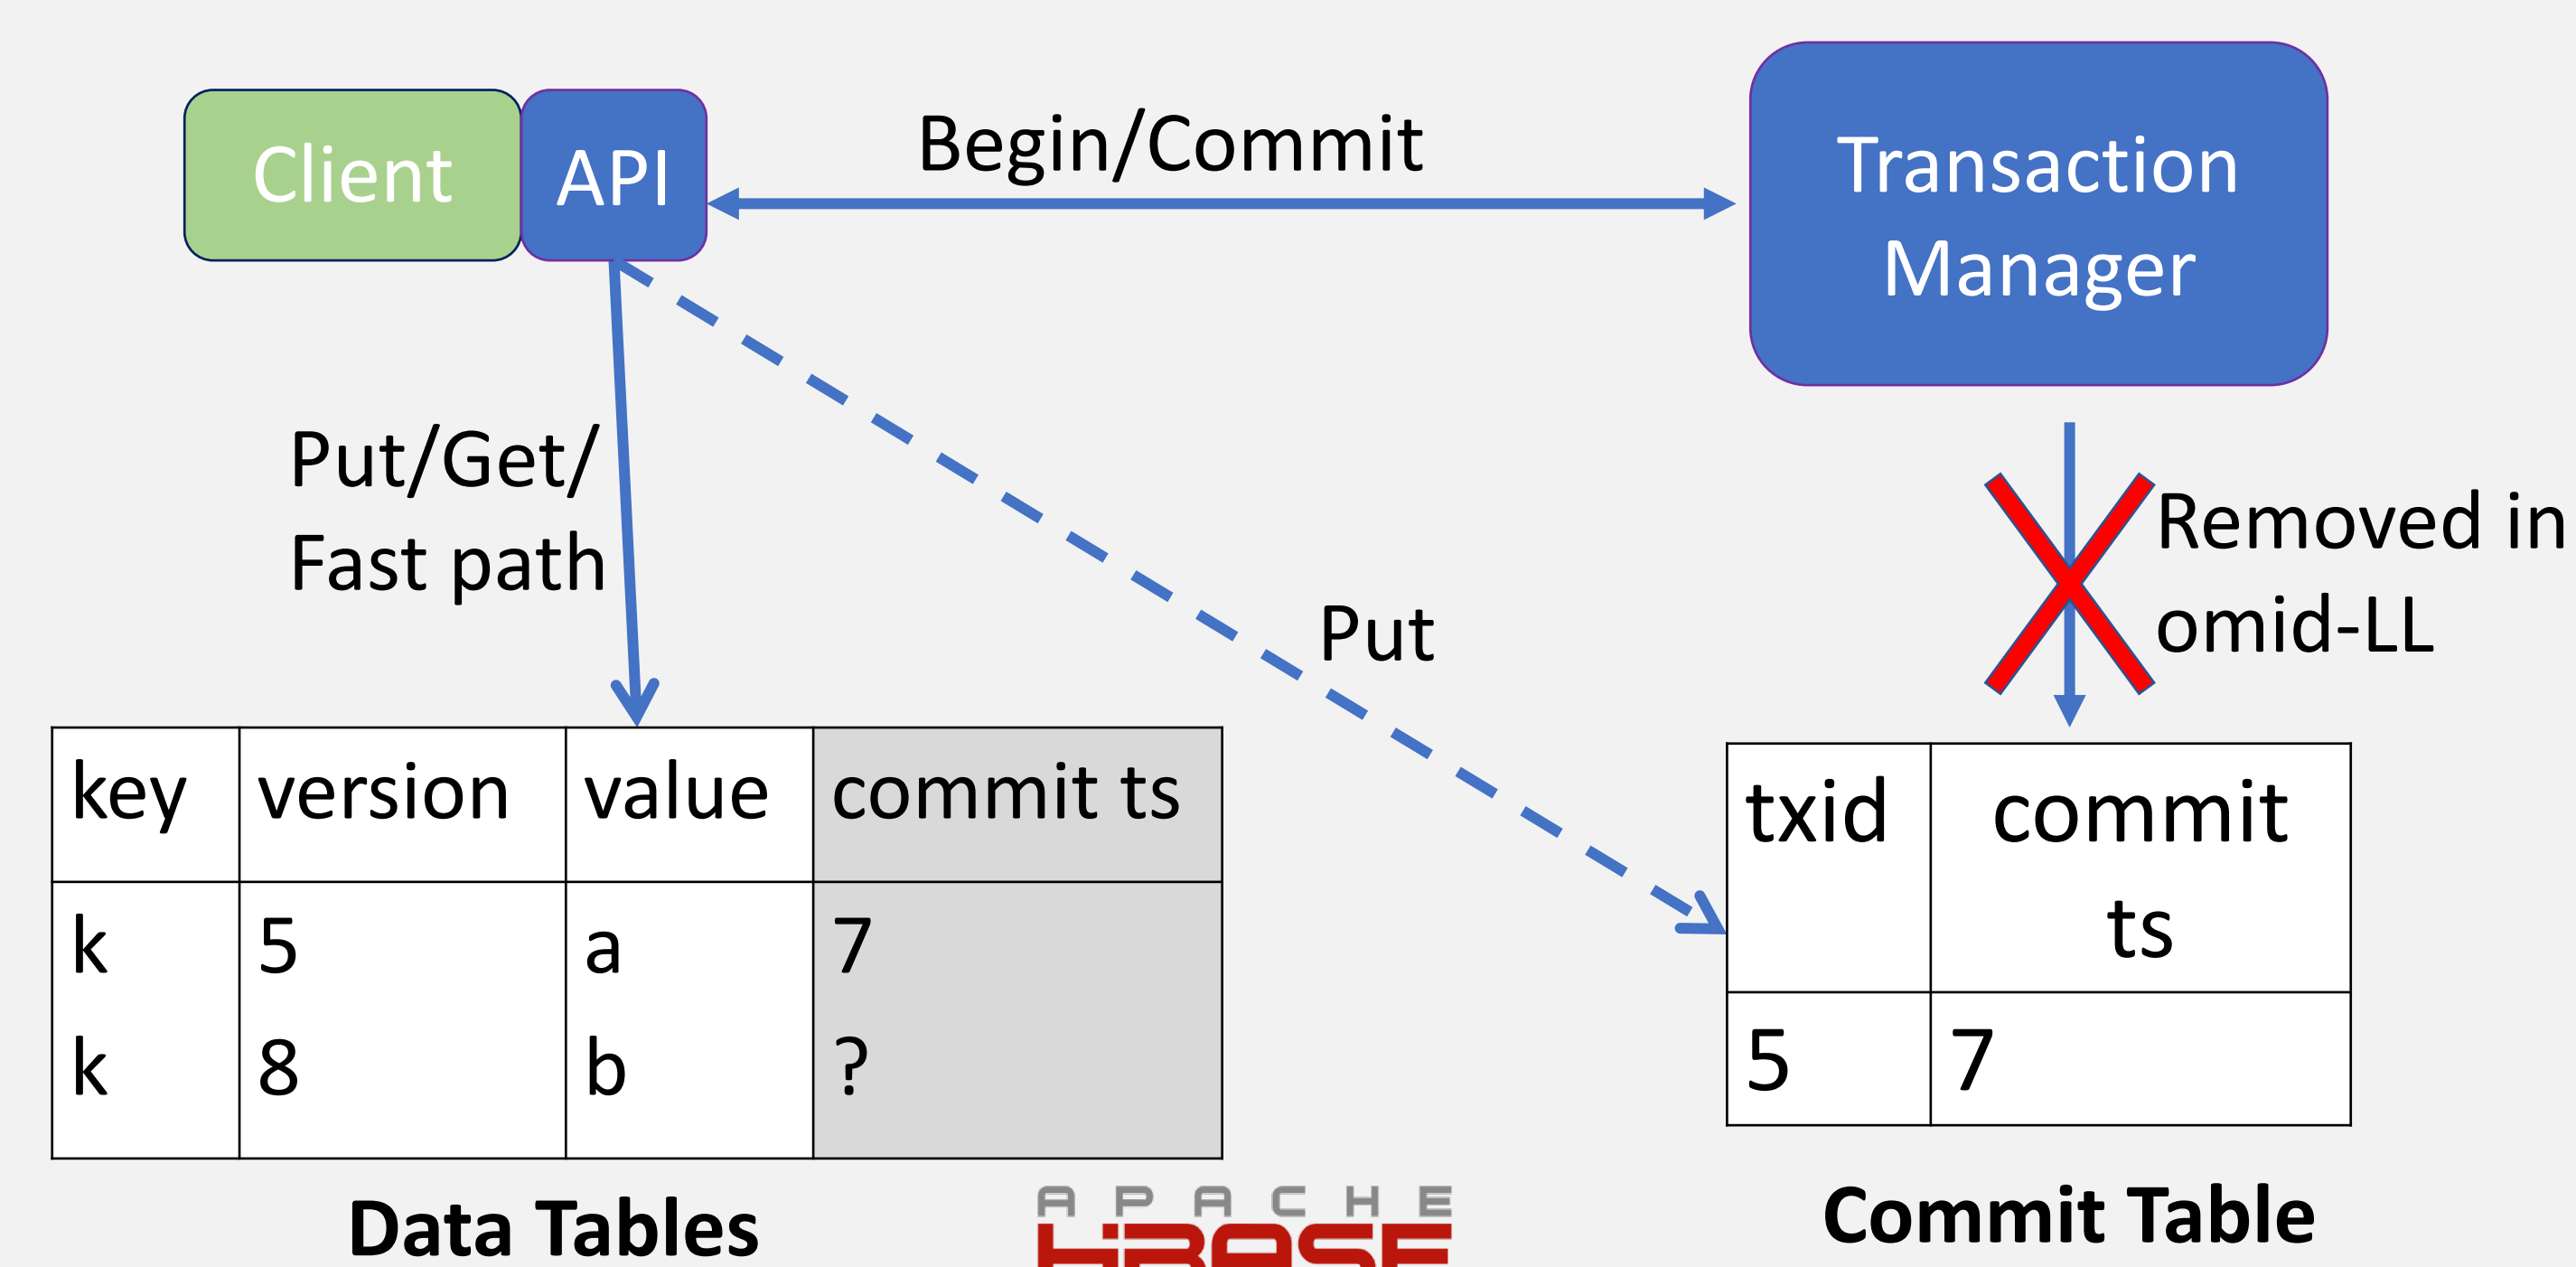 Client
API
Begin/Commit
Transaction
Manager
Put/Get/
Fast path
Put
Removed in
omid-LL
key version value commit ts
k 5 a 7
k 8 b ?
txid commit
ts
5 7
Data Tables
APACHE
HBASE
Commit Table